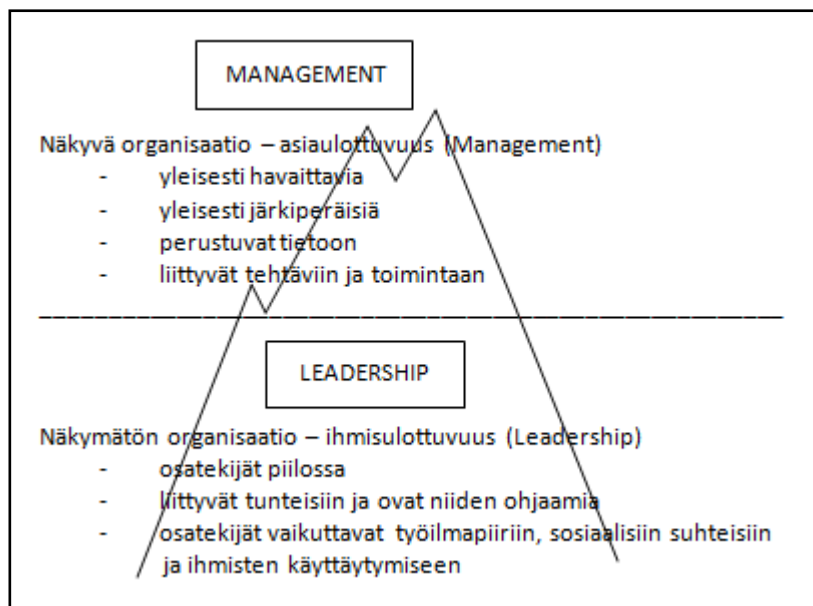 MANAGEMENT
Näkyvä organisaatio – asiaulottuvuus (Management)
- yleisesti havaittavia
- yleisesti järkiperäisiä
- perustuvat tietoon
- liittyvät tehtäviin ja toimintaan
LEADERSHIP
Näkymätön organisaatio – ihmisulottuvuus (Leadership)
- osatekijät piilossa
- liittyvät tunteisiin ja ovat niiden ohjaamia
- osatekijät vaikuttavat työilmapiiriin, sosiaalisiin suhteisiin
ja ihmisten käyttäytymiseen